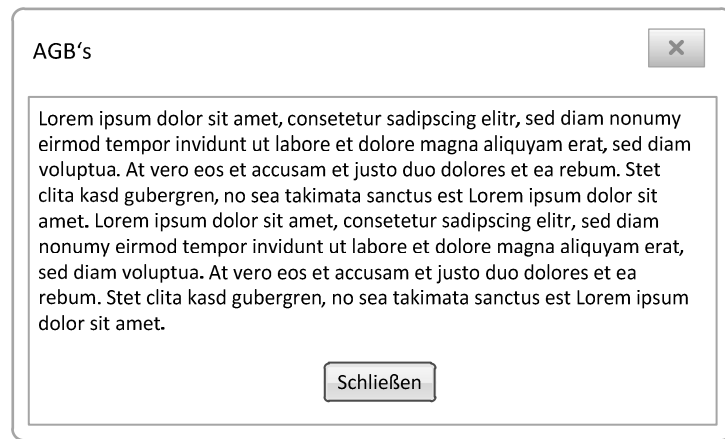 AGB‘s
Lorem ipsum dolor sit amet, consetetur sadipscing elitr, sed diam nonumy
eirmod tempor invidunt ut labore et dolore magna aliquyam erat, sed diam
voluptua. At vero eos et accusam et justo duo dolores et ea rebum. Stet
clita kasd gubergren, no sea takimata sanctus est Lorem ipsum dolor sit
amet. Lorem ipsum dolor sit amet, consetetur sadipscing elitr, sed diam
nonumy eirmod tempor invidunt ut labore et dolore magna aliquyam erat,
sed diam voluptua. At vero eos et accusam et justo duo dolores et ea
rebum. Stet clita kasd gubergren, no sea takimata sanctus est Lorem ipsum
dolor sit amet.
Schließen